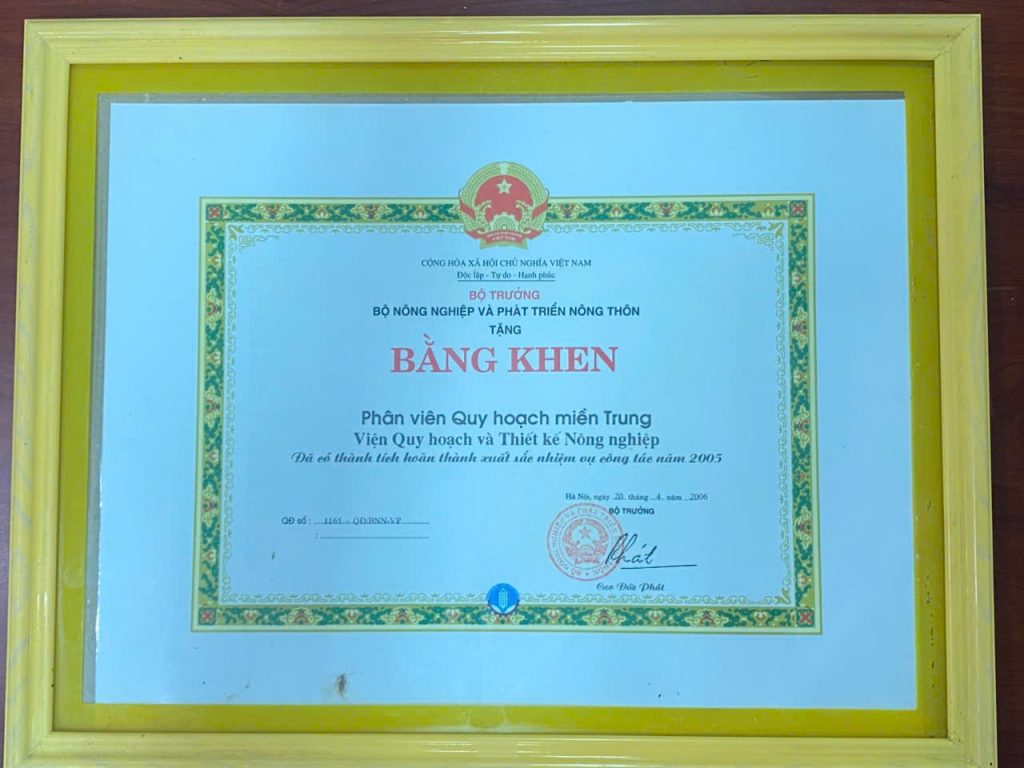 CỘNG HÒA XÃ HỘI CHỦ NGHĨA VIỆT NAM
Độc lập - Tự do - Hạnh phúc
BỘ TRƯỞNG
BỘ NÔNG NGHIỆP VÀ PHÁT TRIỂN NÔNG THÔN
TẶNG
BẰNG KHEN
Phân viên Quy hoạch miền Trung
Viện Quy hoạch và Thiết kế Nông nghiệp
Đã có thành tích hoàn thành xuất sắc nhiệm vụ công tác năm 2005
Hà Nội, ngày 20 tháng 4 năm 2006
BỘ TRƯỞNG
QĐ số : 1165 - QĐ/BNN-VP
Phát
Cao Đức Phát